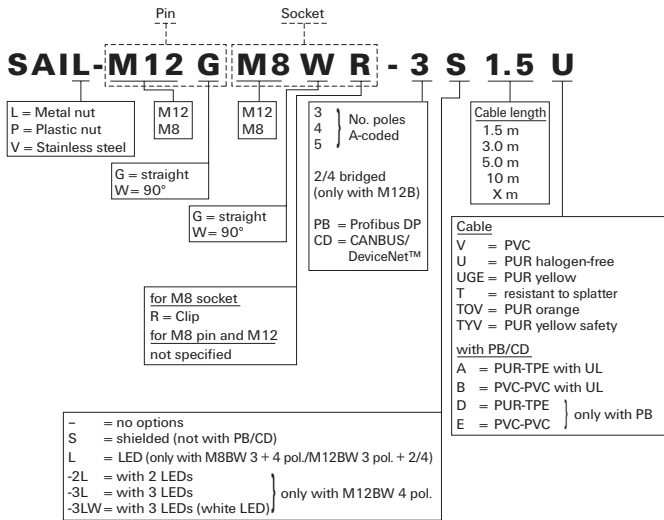 Pin Socket
SAIL-M12 G M8 W R - 3 S 1.5 U
L = Metal nut
P = Plastic nut
V = Stainless steel
M12
M8
M12
M8
G = straight
W= 90°
G = straight
W= 90°
for M8 socket
R = Clip
for M8 pin and M12
not specified
3
4
5
} No. poles
A-coded
2/4 bridged
(only with M12B)
PB = Profibus DP
CD = CANBUS/
DeviceNet™
Cable length
1.5 m
3.0 m
5.0 m
10 m
X m
Cable
V = PVC
U = PUR halogen-free
UGE = PUR yellow
T = resistant to splatter
TOV = PUR orange
TYV = PUR yellow safety
with PB/CD
A = PUR-TPE with UL
B = PVC-PVC with UL
D = PUR-TPE
E = PVC-PVC
} only with PB
– = no options
S = shielded (not with PB/CD)
L = LED (only with M8BW 3 + 4 pol./M12BW 3 pol. + 2/4)
-2L = with 2 LEDs
-3L = with 3 LEDs
-3LW = with 3 LEDs (white LED)
} only with M12BW 4 pol.